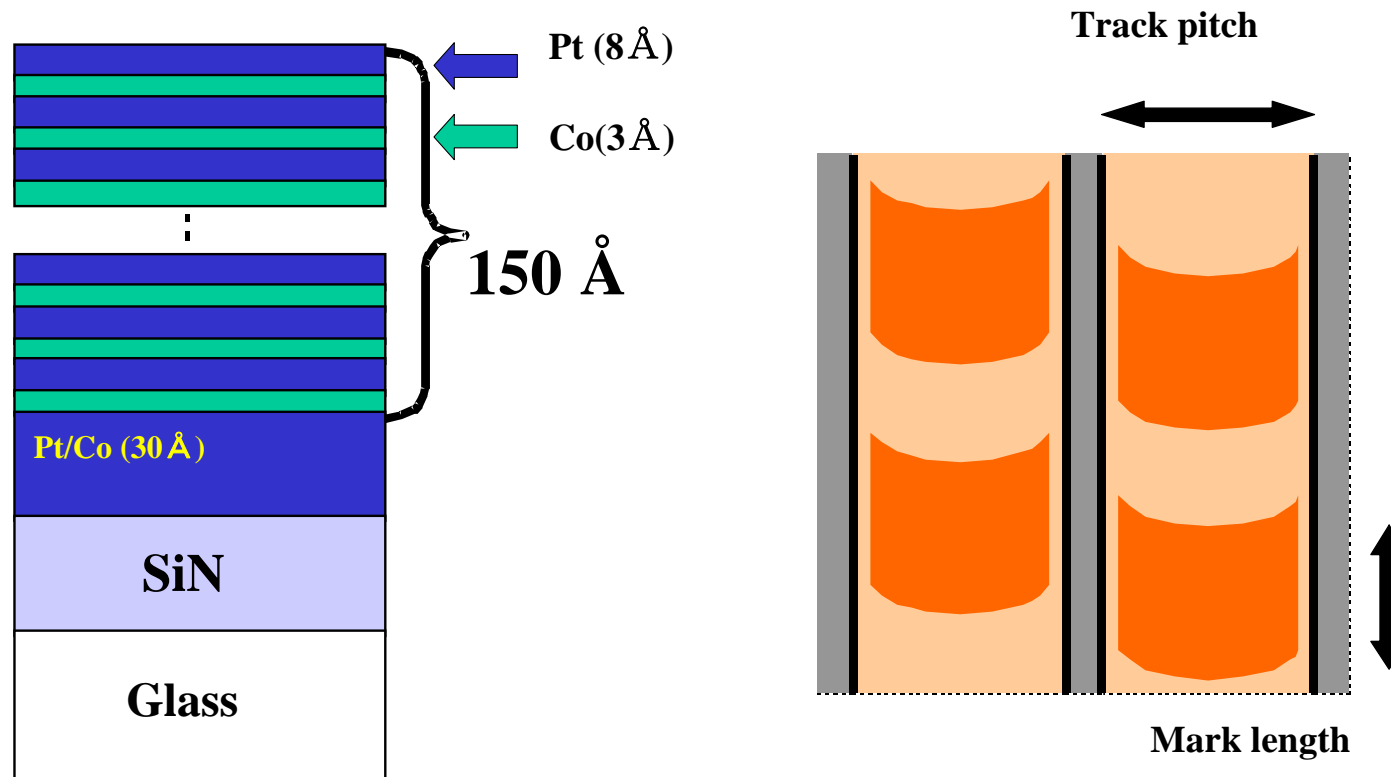 Pt (8Å)
Co(3Å)
150 Å
Pt/Co (30Å)
SiN
Glass
Track pitch
Mark length